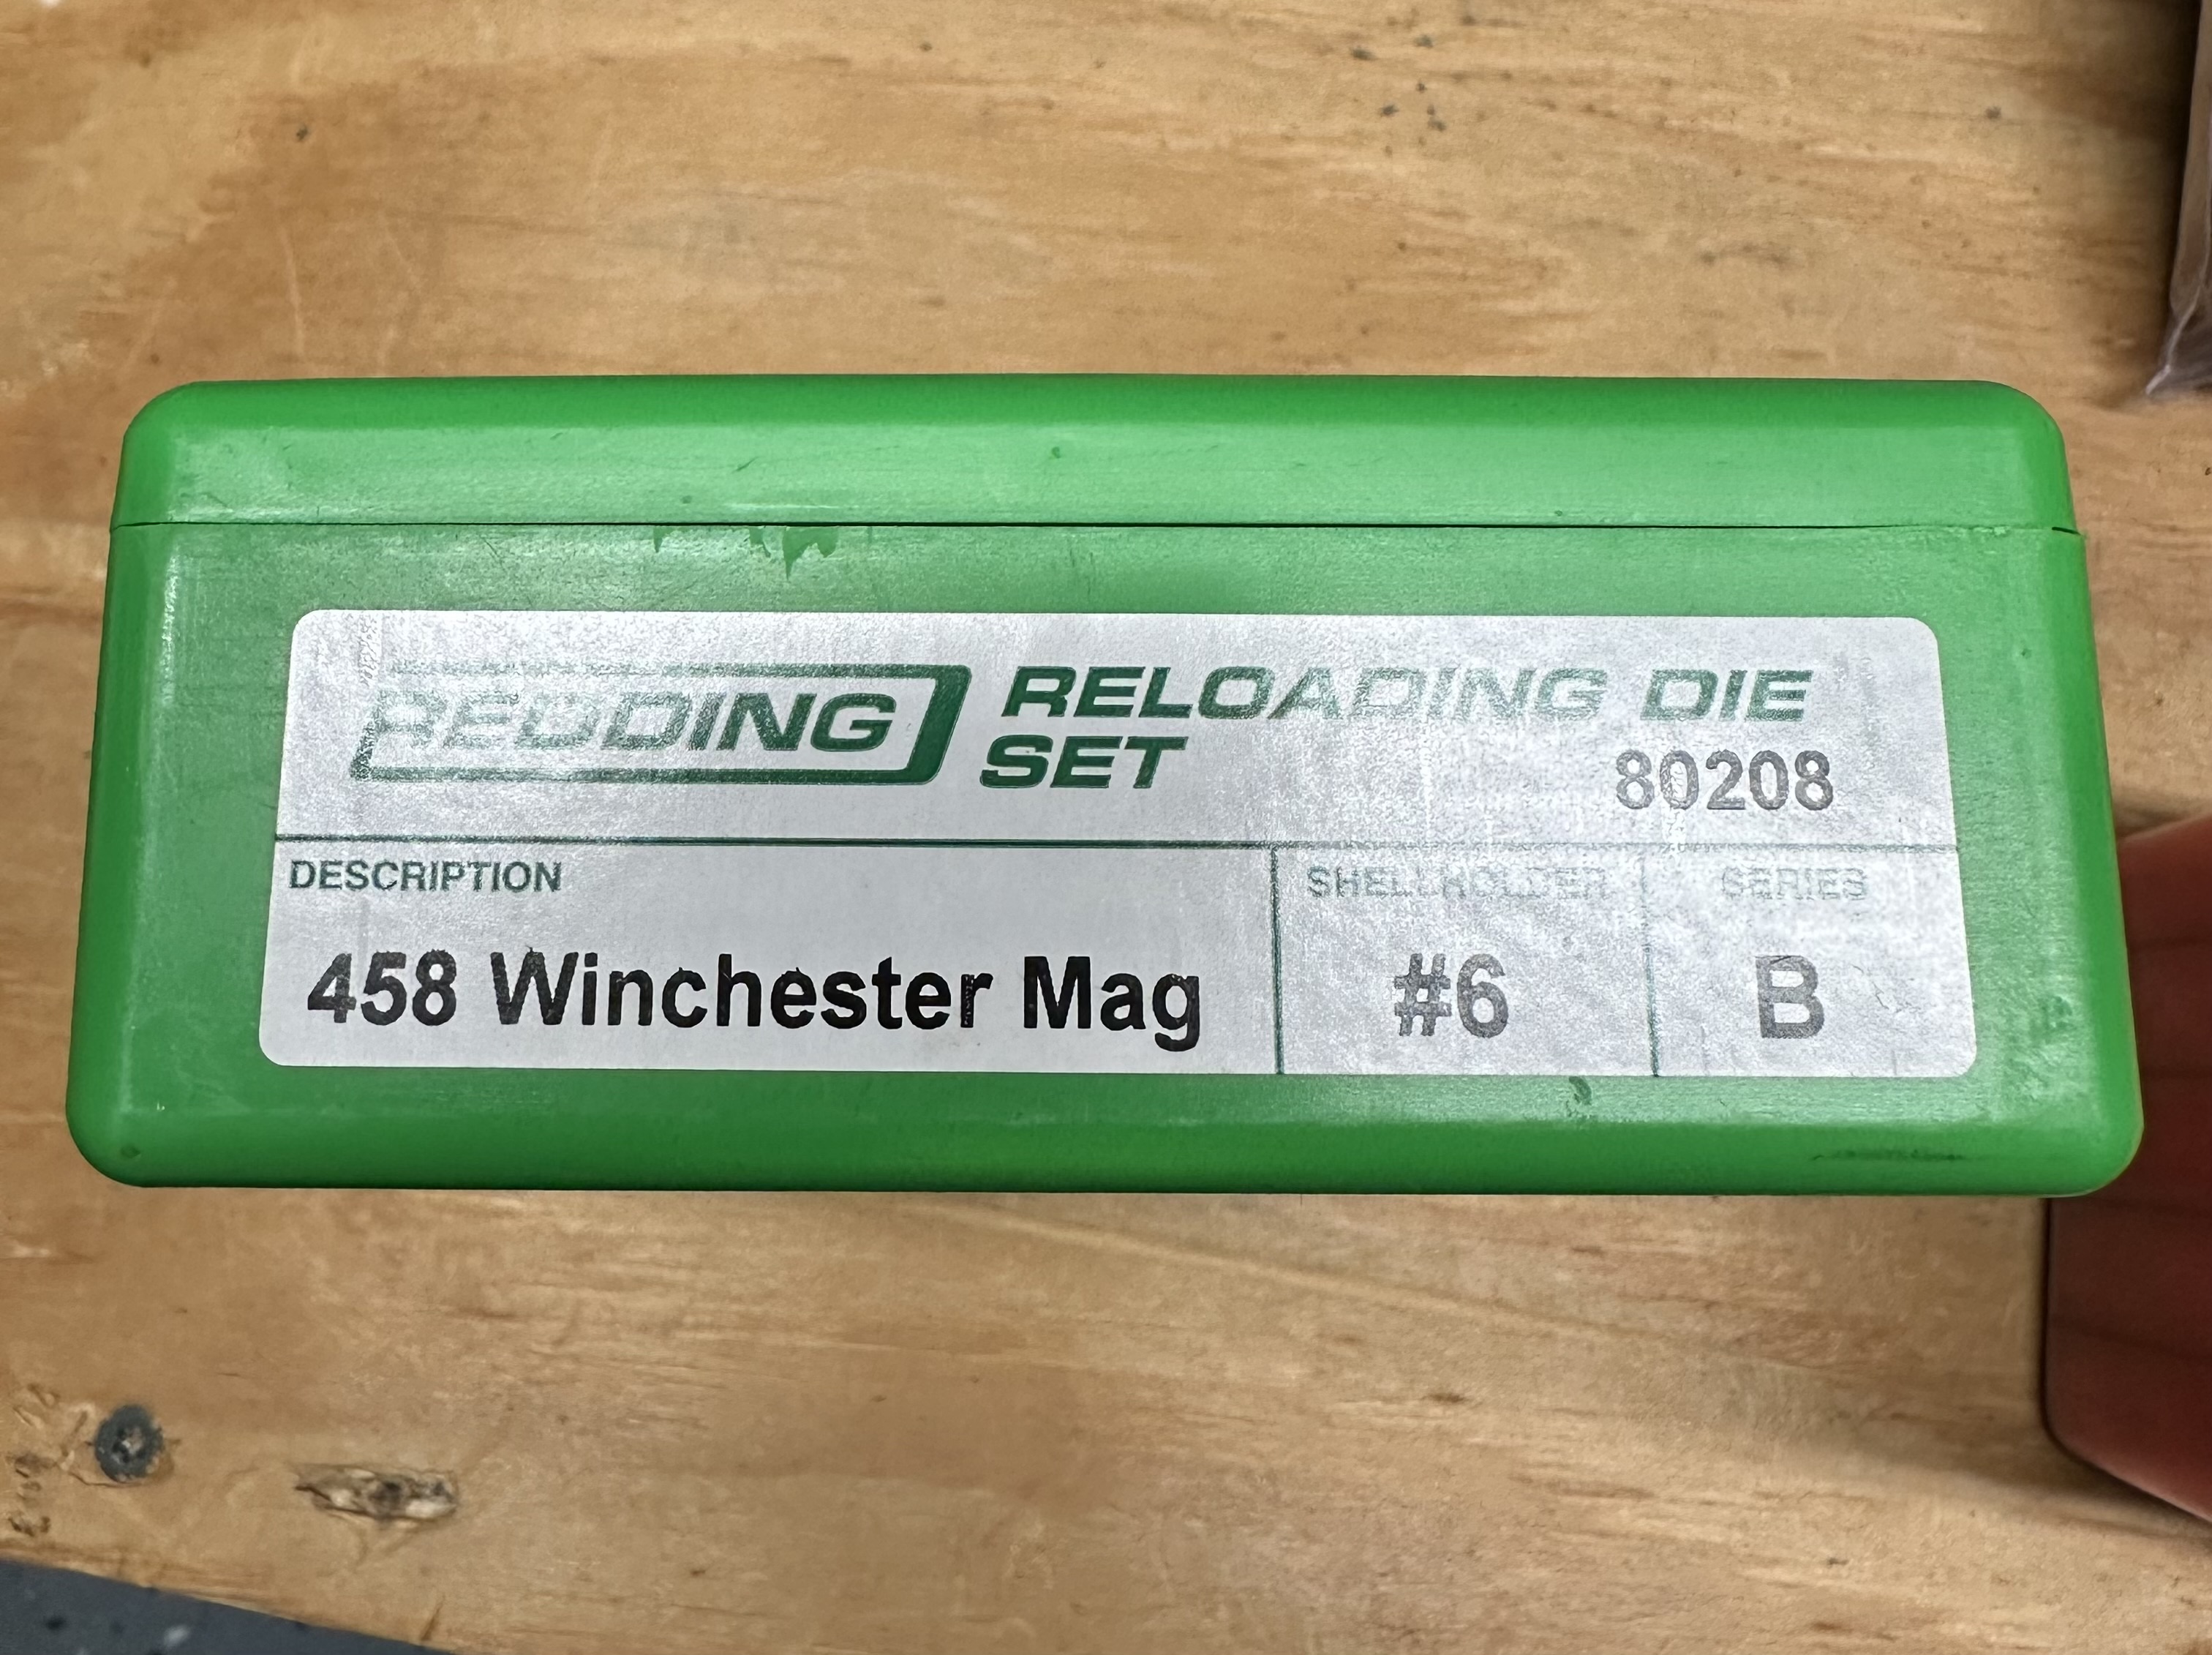 REDDING RELOADING DIE
SET
80208
DESCRIPTION SHELLHOLDER SERIES
458 Winchester Mag #6 B